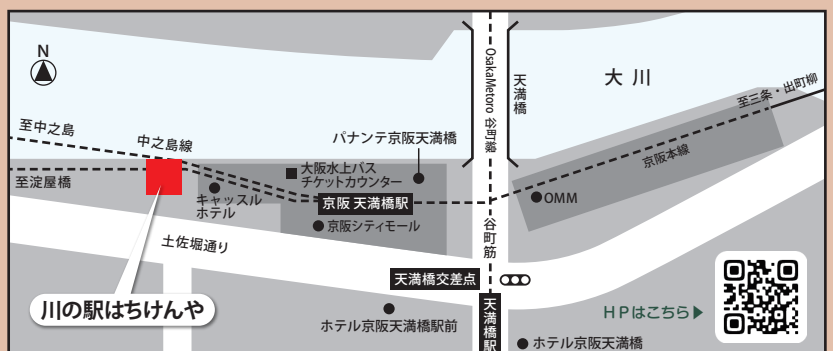 N
大川
OsakaMetoro 谷町線
天満橋
至三条・出町柳
至中之島
中之島線
パナンテ京阪天満橋
大阪水上バス
チケットカウンター
京阪本線
至淀屋橋
キャッスル
ホテル
京阪 天満橋駅
OMM
京阪シティモール
谷町筋
土佐堀通り
天満橋交差点
川の駅はちけんや
ホテル京阪天満橋駅前
天満橋駅
HPはこちら▶
ホテル京阪天満橋